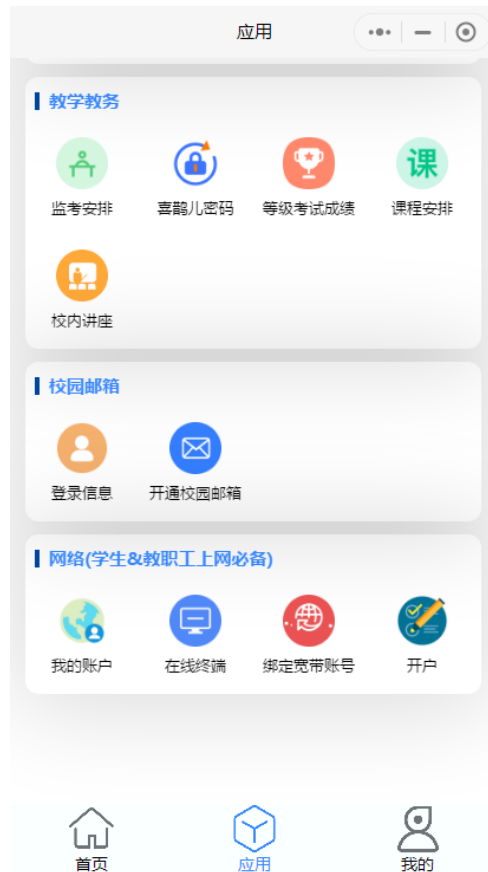 应用
教学教务
监考安排 喜鹊儿密码 等级考试成绩 课 课程安排
校内讲座
校园邮箱
登录信息 开通校园邮箱
网络(学生&教职工上网必备)
我的账户 在线终端 绑定宽带账号 开户
首页 应用 我的